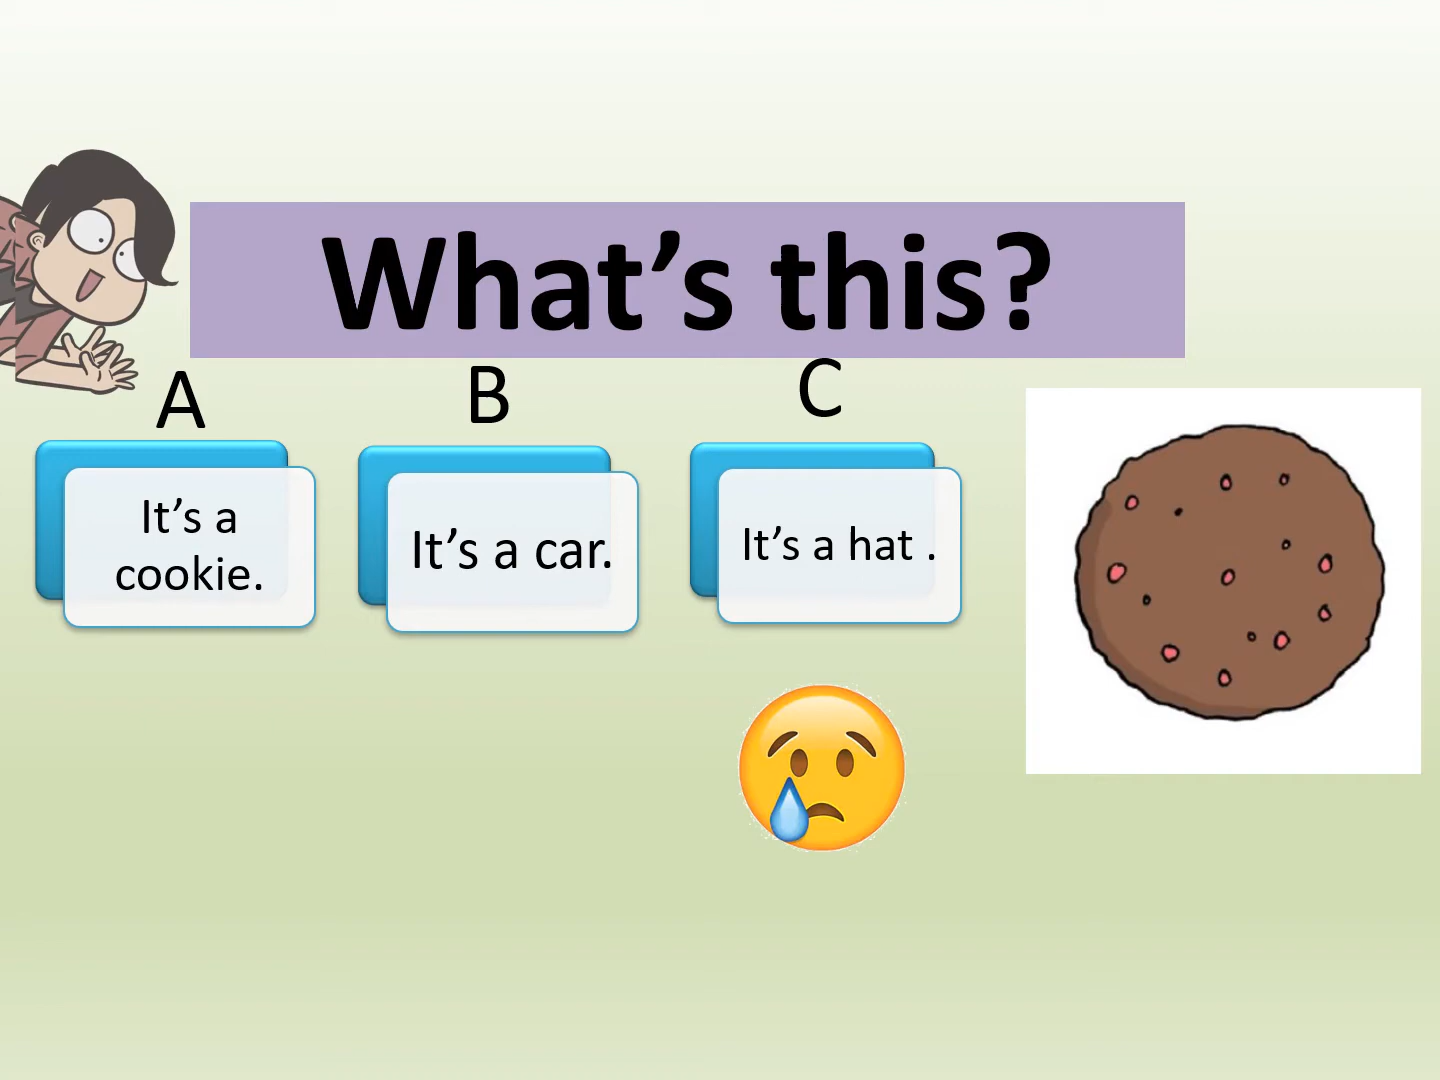 What’s this?
A
B
C
It’s a
cookie.
It’s a car.
It’s a hat .